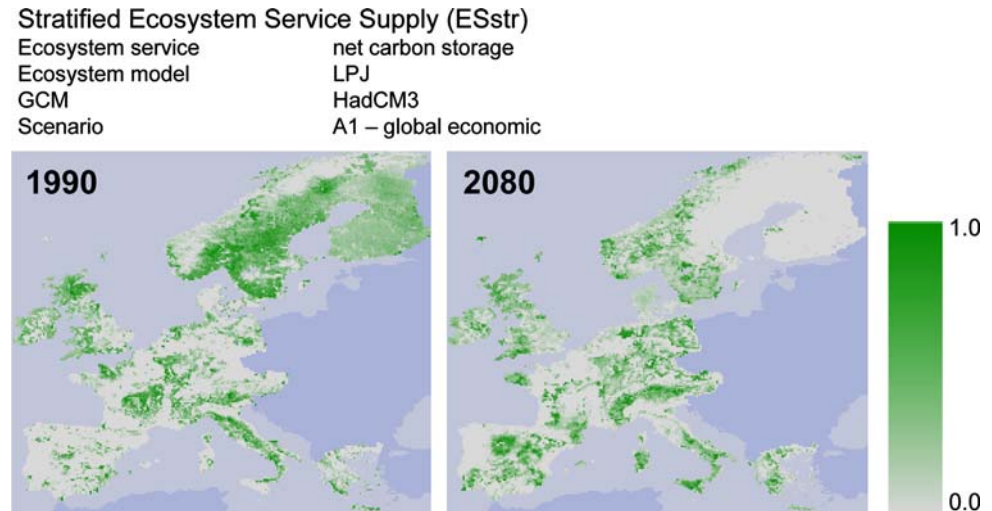 Stratified Ecosystem Service Supply (ESstr)
Ecosystem service net carbon storage
Ecosystem model LPJ
GCM HadCM3
Scenario A1 – global economic
1990 2080
1.0
0.0